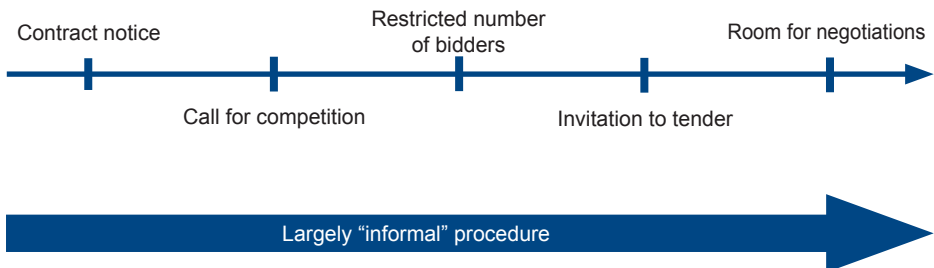 Contract notice
Call for competition
Restricted number
of bidders
Invitation to tender
Room for negotiations
Largely “informal” procedure